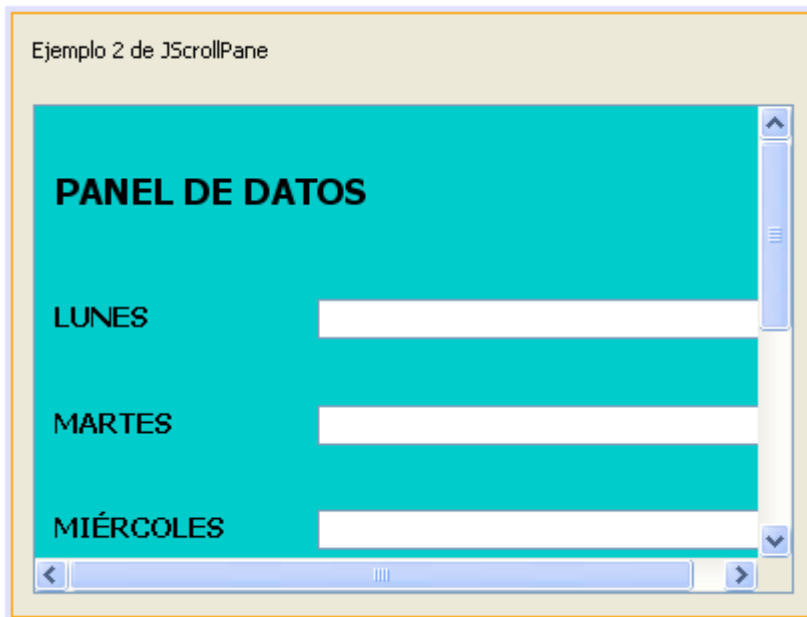 Ejemplo 2 de JScrollPane
PANEL DE DATOS
LUNES
MARTES
MIÉRCOLES